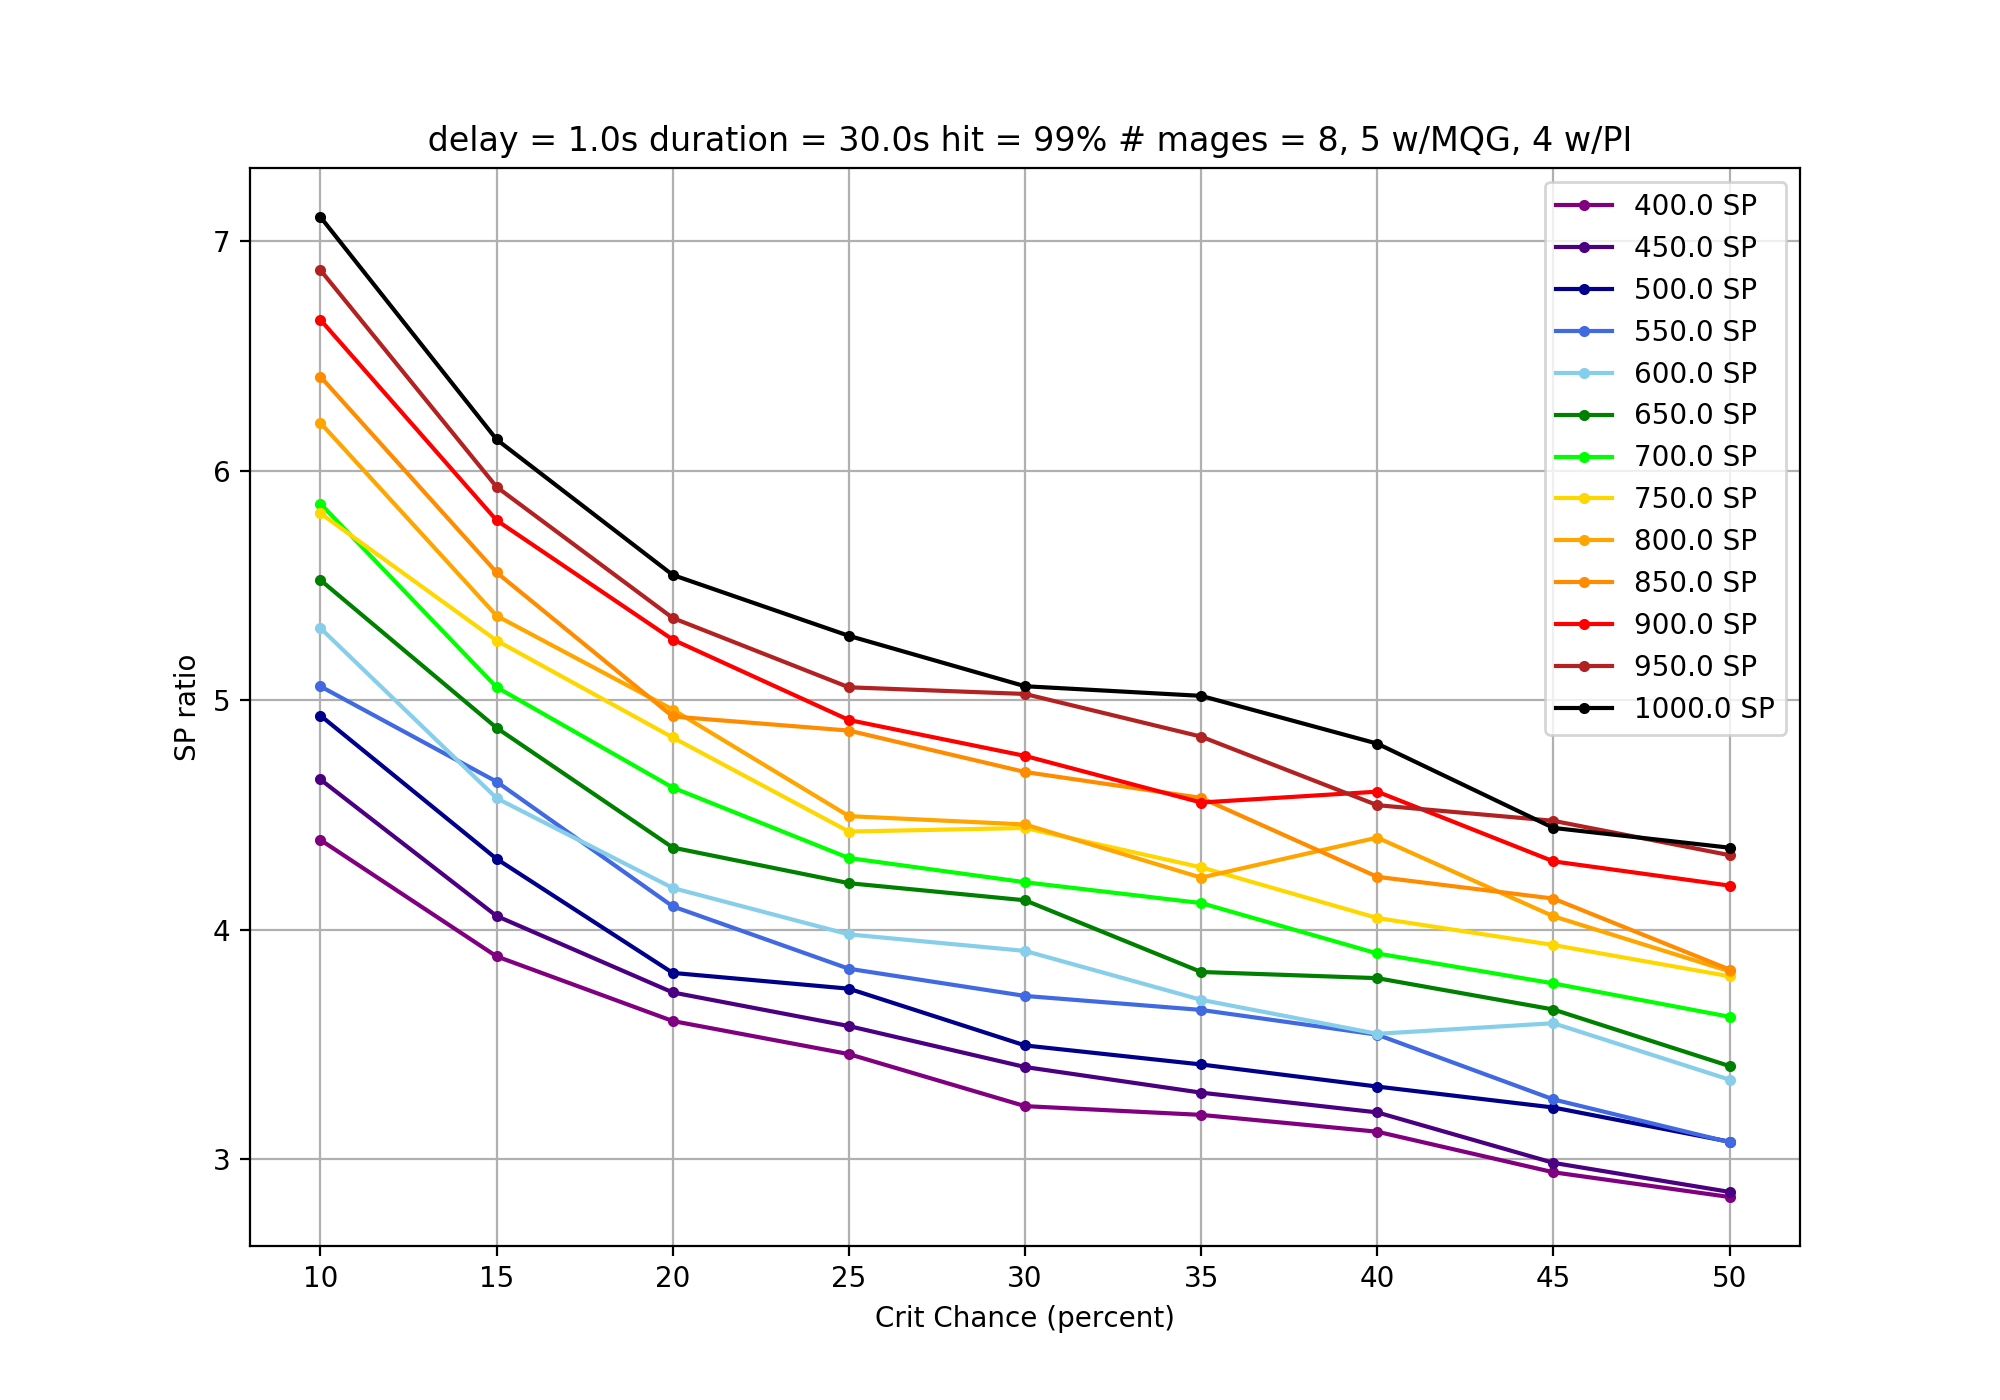 delay = 1.0s duration = 30.0s hit = 99% # mages = 8, 5 w/MQG, 4 w/PI
400.0 SP
450.0 SP
500.0 SP
550.0 SP
600.0 SP
650.0 SP
700.0 SP
750.0 SP
800.0 SP
850.0 SP
900.0 SP
950.0 SP
1000.0 SP
SP ratio
7
6
5
4
3
10 15 20 25 30 35 40 45 50
Crit Chance (percent)